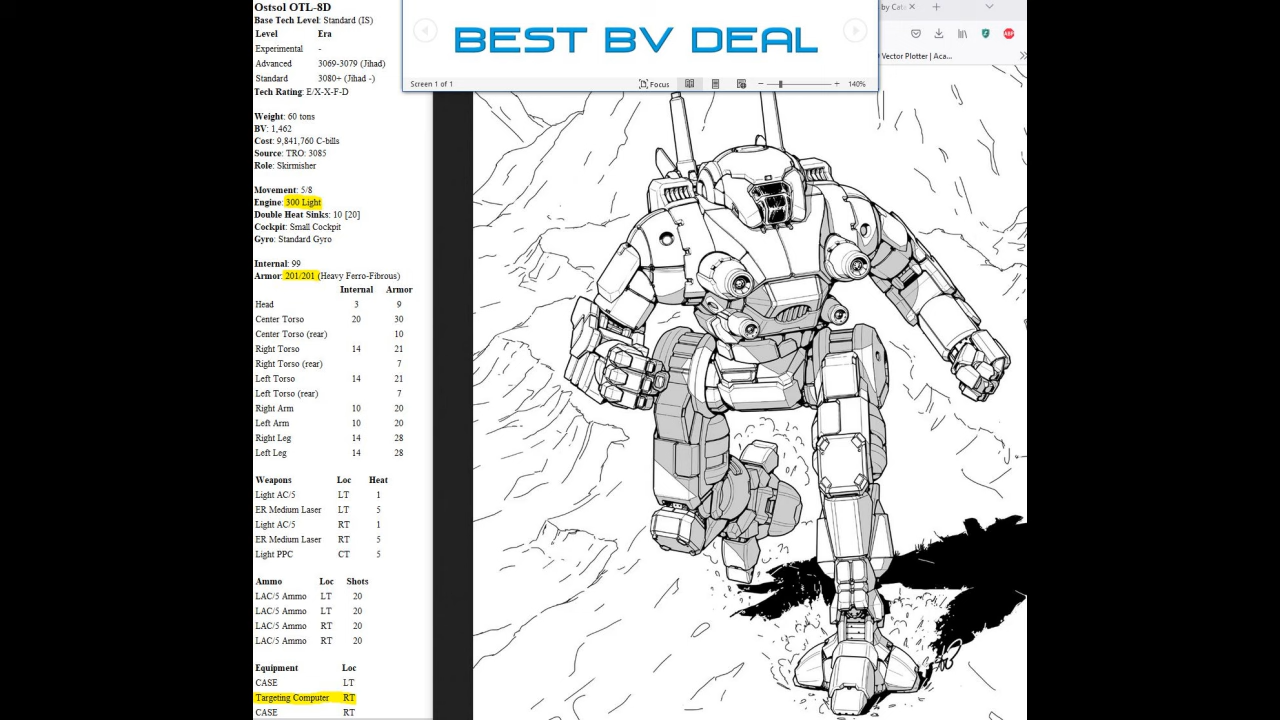 Ostsol OTL-8D
Base Tech Level: Standard (IS)
Level Era
Experimental -
Advanced 3069-3079 (Jihad)
Standard 3080+ (Jihad -)
Tech Rating: E/X-X-F-D
Weight: 60 tons
BV: 1,462
Cost: 9,841,760 C-bills
Source: TRO: 3085
Role: Skirmisher
Movement: 5/8
Engine: 300 Light
Double Heat Sinks: 10 [20]
Cockpit: Small Cockpit
Gyro: Standard Gyro
Internal: 99
Armor: 201/201 (Heavy Ferro-Fibrous)
Internal Armor
Head 3 9
Center Torso 20 30
Center Torso (rear) 10
Right Torso 14 21
Right Torso (rear) 7
Left Torso 14 21
Left Torso (rear) 7
Right Arm 10 20
Left Arm 10 20
Right Leg 14 28
Left Leg 14 28
Weapons Loc Heat
Light AC/5 LT 1
ER Medium Laser LT 5
Light AC/5 RT 1
ER Medium Laser RT 5
Light PPC CT 5
Ammo Loc Shots
LAC/5 Ammo LT 20
LAC/5 Ammo LT 20
LAC/5 Ammo RT 20
LAC/5 Ammo RT 20
Equipment Loc
CASE LT
Targeting Computer RT
CASE RT
BEST BV DEAL
Screen 1 of 1
Focus
140%
by Cats
ABP
Vector Plotter | Aca...